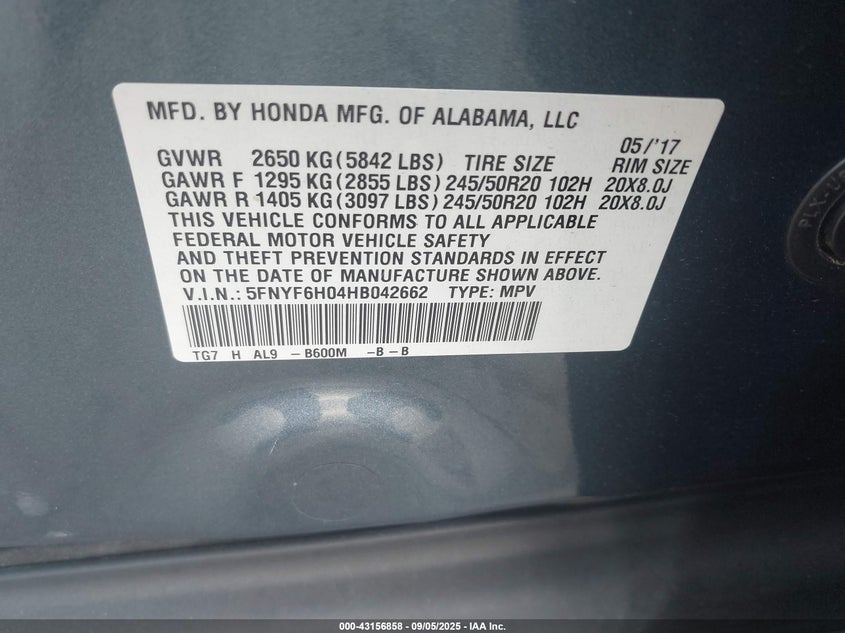 MFD. BY HONDA MFG. OF ALABAMA, LLC
05/'17
GVWR 2650 KG(5842 LBS) TIRE SIZE RIM SIZE
GAWR F 1295 KG(2855 LBS) 245/50R20 102H 20X8.0J
GAWR R 1405 KG(3097 LBS) 245/50R20 102H 20X8.0J
THIS VEHICLE CONFORMS TO ALL APPLICABLE
FEDERAL MOTOR VEHICLE SAFETY
AND THEFT PREVENTION STANDARDS IN EFFECT
ON THE DATE OF MANUFACTURE SHOWN ABOVE.
V.I.N.: 5FNYF6H04HB042662 TYPE: MPV
TG7 H AL9 -B600M -B-B
000-43156858 - 09/05/2025 - IAA Inc.